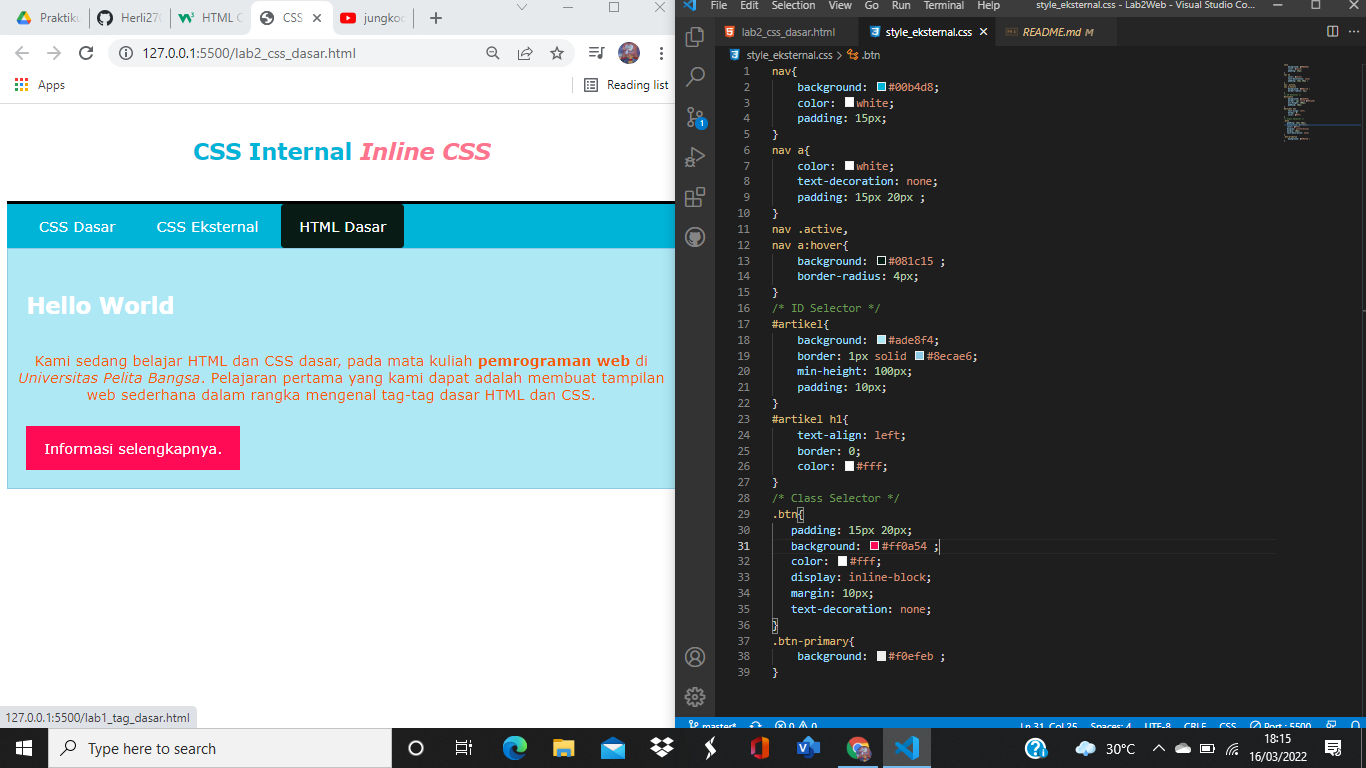 Praktiku
Herli270
HTML C
CSS
jungkoc
127.0.0.1:5500/lab2_css_dasar.html
Apps
Reading list
CSS Internal Inline CSS
CSS Dasar
CSS Eksternal
HTML Dasar
Hello World
Kami sedang belajar HTML dan CSS dasar, pada mata kuliah pemrograman web di
Universitas Pelita Bangsa. Pelajaran pertama yang kami dapat adalah membuat tampilan
web sederhana dalam rangka mengenal tag-tag dasar HTML dan CSS.
Informasi selengkapnya.
127.0.0.1:5500/lab1_tag_dasar.html
File Edit Selection View Go Run Terminal Help
style_eksternal.css - Lab2Web - Visual Studio Co...
lab2_css_dasar.html
style_eksternal.css
README.md M
style_eksternal.css > .btn
1 nav{
2 background: #00b4d8;
3 color: white;
4 padding: 15px;
5 }
6 nav a{
7 color: white;
8 text-decoration: none;
9 padding: 15px 20px ;
10 }
11 nav .active,
12 nav a:hover{
13 background: #081c15 ;
14 border-radius: 4px;
15 }
16 /* ID Selector */
17 #artikel{
18 background: #ade8f4;
19 border: 1px solid #8ecae6;
20 min-height: 100px;
21 padding: 10px;
22 }
23 #artikel h1{
24 text-align: left;
25 border: 0;
26 color: #fff;
27 }
28 /* Class Selector */
29 .btn{
30 padding: 15px 20px;
31 background: #ff0a54 ;
32 color: #fff;
33 display: inline-block;
34 margin: 10px;
35 text-decoration: none;
36 }
37 .btn-primary{
38 background: #f0efeb ;
39 }
1
master*
0 0
Ln 31, Col 25
Spaces: 4
UTF-8
CRLF
CSS
Port : 5500
Type here to search
30°C
18:15
16/03/2022